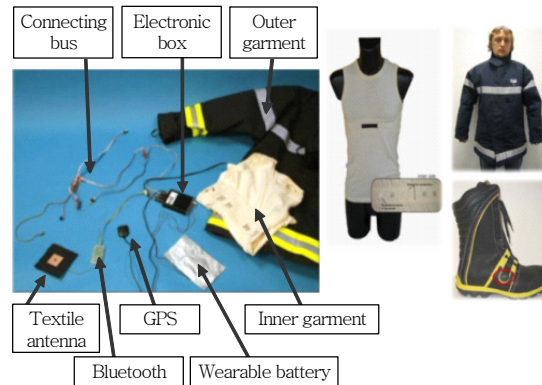 Connecting
bus
Electronic
box
Outer
garment
Textile
antenna
GPS
Inner garment
Bluetooth
Wearable battery